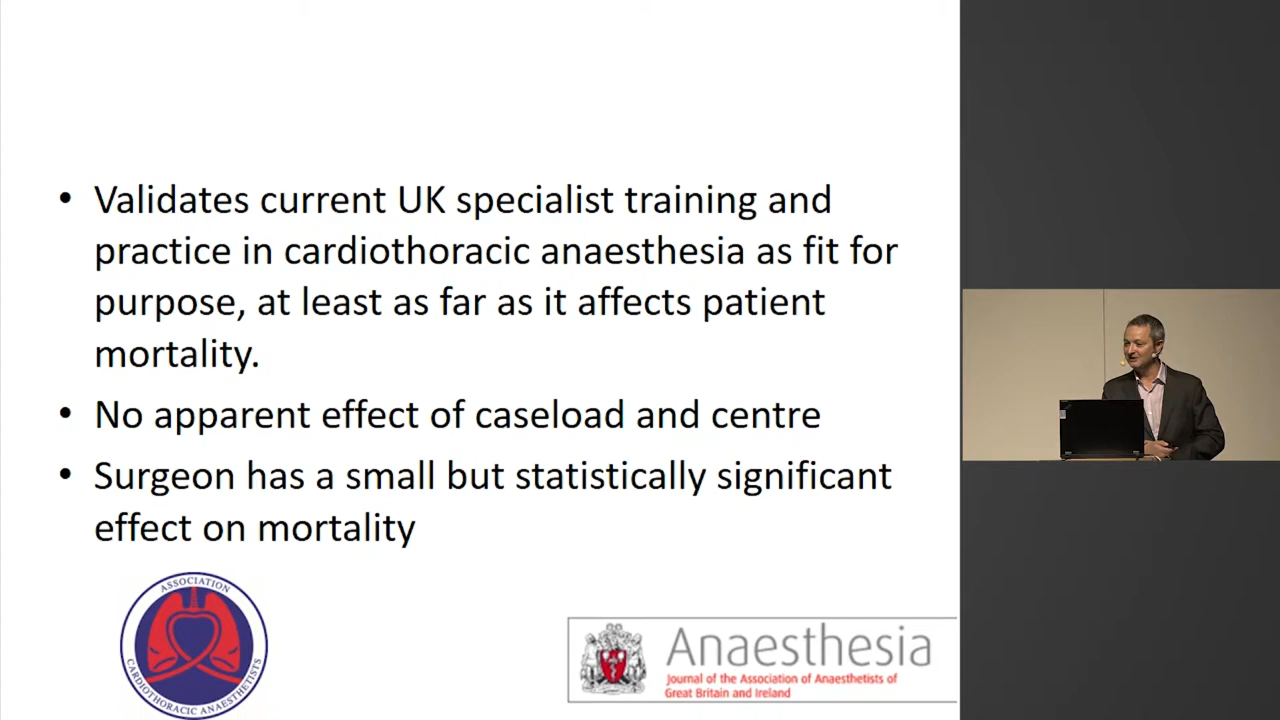 • Validates current UK specialist training and
practice in cardiothoracic anaesthesia as fit for
purpose, at least as far as it affects patient
mortality.
• No apparent effect of caseload and centre
• Surgeon has a small but statistically significant
effect on mortality
ASSOCIATION
CARDIOTHORACIC ANAESTHETISTS
Anaesthesia
Journal of the Association of Anaesthetists of
Great Britain and Ireland